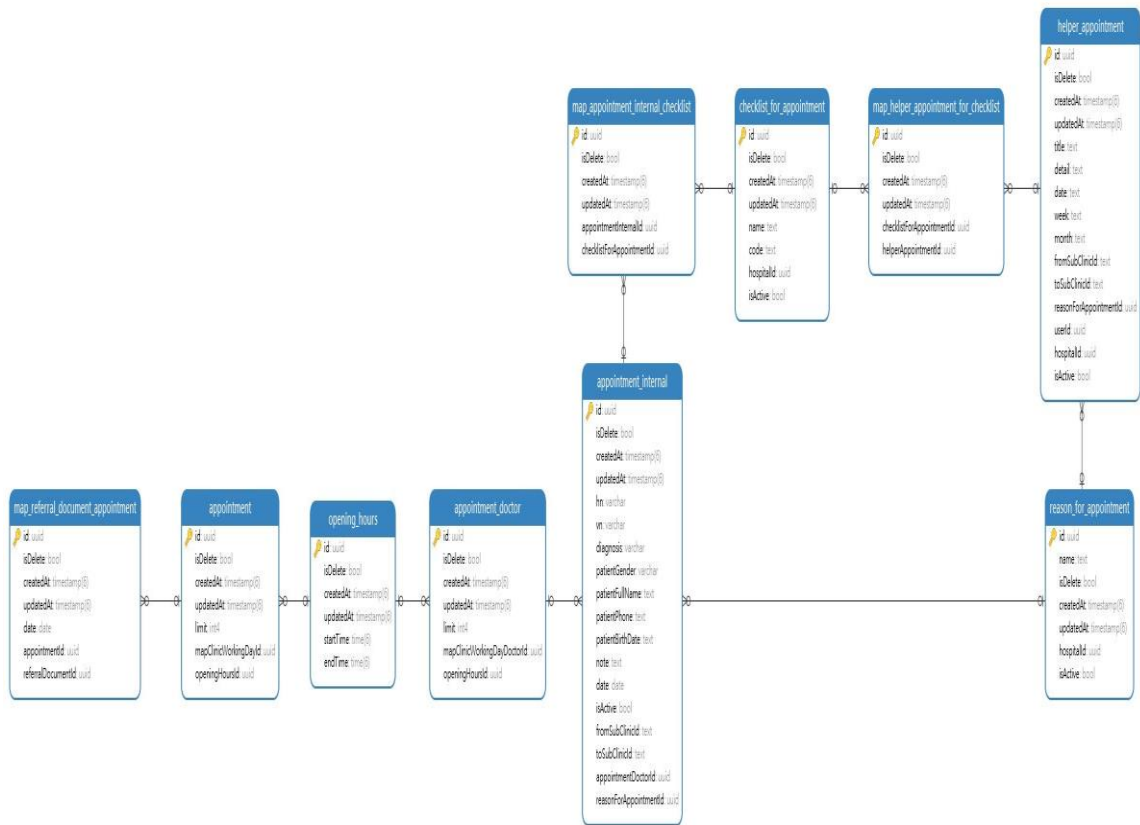 helper_appointment
id: uuid
isDelete: bool
createdAt: timestamp(6)
updatedAt: timestamp(6)
title: text
detail: text
date: text
week: text
month: text
fromSubClinicId: text
toSubClinicId: text
reasonForAppointmentId: uuid
userId: uuid
hospitalId: uuid
isActive: bool
map_appointment_internal_checklist
id: uuid
isDelete: bool
createdAt: timestamp(6)
updatedAt: timestamp(6)
appointmentInternalId: uuid
checklistForAppointmentId: uuid
checklist_for_appointment
id: uuid
isDelete: bool
createdAt: timestamp(6)
updatedAt: timestamp(6)
name: text
code: text
hospitalId: uuid
isActive: bool
map_helper_appointment_for_checklist
id: uuid
isDelete: bool
createdAt: timestamp(6)
updatedAt: timestamp(6)
checklistForAppointmentId: uuid
helperAppointmentId: uuid
appointment_internal
id: uuid
isDelete: bool
createdAt: timestamp(6)
updatedAt: timestamp(6)
hn: varchar
vn: varchar
diagnosis: varchar
patientGender: varchar
patientFullName: text
patientPhone: text
patientBirthDate: text
note: text
date: date
isActive: bool
fromSubClinicId: text
toSubClinicId: text
appointmentDoctorId: uuid
reasonForAppointmentId: uuid
map_referral_document_appointment
id: uuid
isDelete: bool
createdAt: timestamp(6)
updatedAt: timestamp(6)
date: date
appointmentId: uuid
referralDocumentId: uuid
appointment
id: uuid
isDelete: bool
createdAt: timestamp(6)
updatedAt: timestamp(6)
limit: int4
mapClinicWorkingDayId: uuid
openingHoursId: uuid
opening_hours
id: uuid
isDelete: bool
createdAt: timestamp(6)
updatedAt: timestamp(6)
startTime: time(6)
endTime: time(6)
appointment_doctor
id: uuid
isDelete: bool
createdAt: timestamp(6)
updatedAt: timestamp(6)
limit: int4
mapClinicWorkingDayDoctorId: uuid
openingHoursId: uuid
reason_for_appointment
id: uuid
name: text
isDelete: bool
createdAt: timestamp(6)
updatedAt: timestamp(6)
hospitalId: uuid
isActive: bool